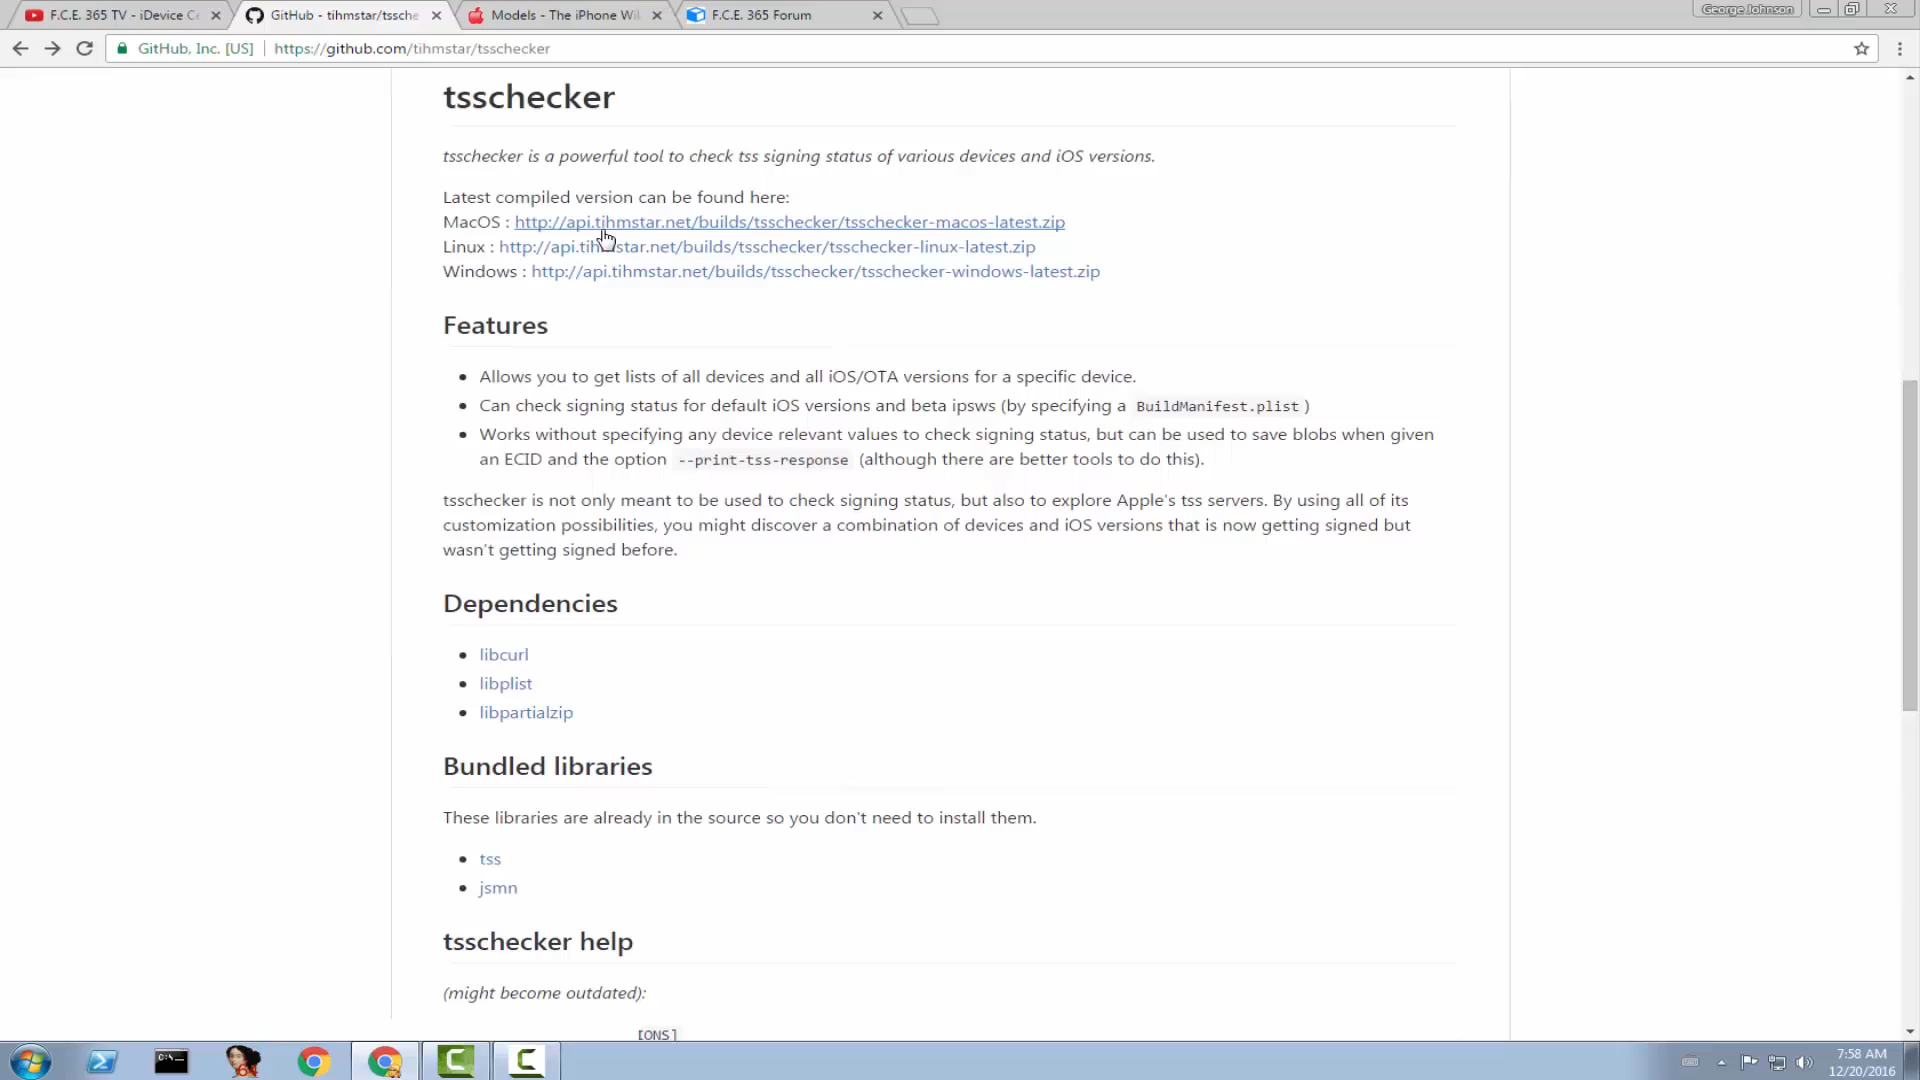 F.C.E. 365 TV - iDevice Ce
GitHub - tihmstar/tssche
Models - The iPhone Wi
F.C.E. 365 Forum
George Johnson
GitHub, Inc. [US] https://github.com/tihmstar/tsschecker
tsschecker
tsschecker is a powerful tool to check tss signing status of various devices and iOS versions.
Latest compiled version can be found here:
MacOS : http://api.tihmstar.net/builds/tsschecker/tsschecker-macos-latest.zip
Linux : http://api.tihmstar.net/builds/tsschecker/tsschecker-linux-latest.zip
Windows : http://api.tihmstar.net/builds/tsschecker/tsschecker-windows-latest.zip
Features
• Allows you to get lists of all devices and all iOS/OTA versions for a specific device.
• Can check signing status for default iOS versions and beta ipsws (by specifying a BuildManifest.plist )
• Works without specifying any device relevant values to check signing status, but can be used to save blobs when given
an ECID and the option --print-tss-response (although there are better tools to do this).
tsschecker is not only meant to be used to check signing status, but also to explore Apple's tss servers. By using all of its
customization possibilities, you might discover a combination of devices and iOS versions that is now getting signed but
wasn't getting signed before.
Dependencies
• libcurl
• libplist
• libpartialzip
Bundled libraries
These libraries are already in the source so you don't need to install them.
• tss
• jsmn
tsschecker help
(might become outdated):
[ONS]
C:\
64
7:58 AM
12/20/2016